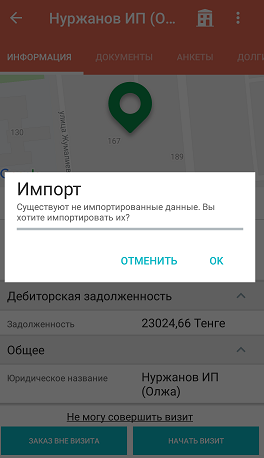 Нуржанов ИП (О...
ИНФОРМАЦИЯ ДОКУМЕНТЫ АНКЕТЫ ДОЛГ
130
улица Жумалиева
167
189
Импорт
Существуют не импортированные данные. Вы
хотите импортировать их?
ОТМЕНИТЬ ОК
Дебиторская задолженность
Задолженность 23024,66 Тенге
Общее
Юридическое название Нуржанов ИП
(Олжа)
Не могу совершить визит
ЗАКАЗ ВНЕ ВИЗИТА НАЧАТЬ ВИЗИТ